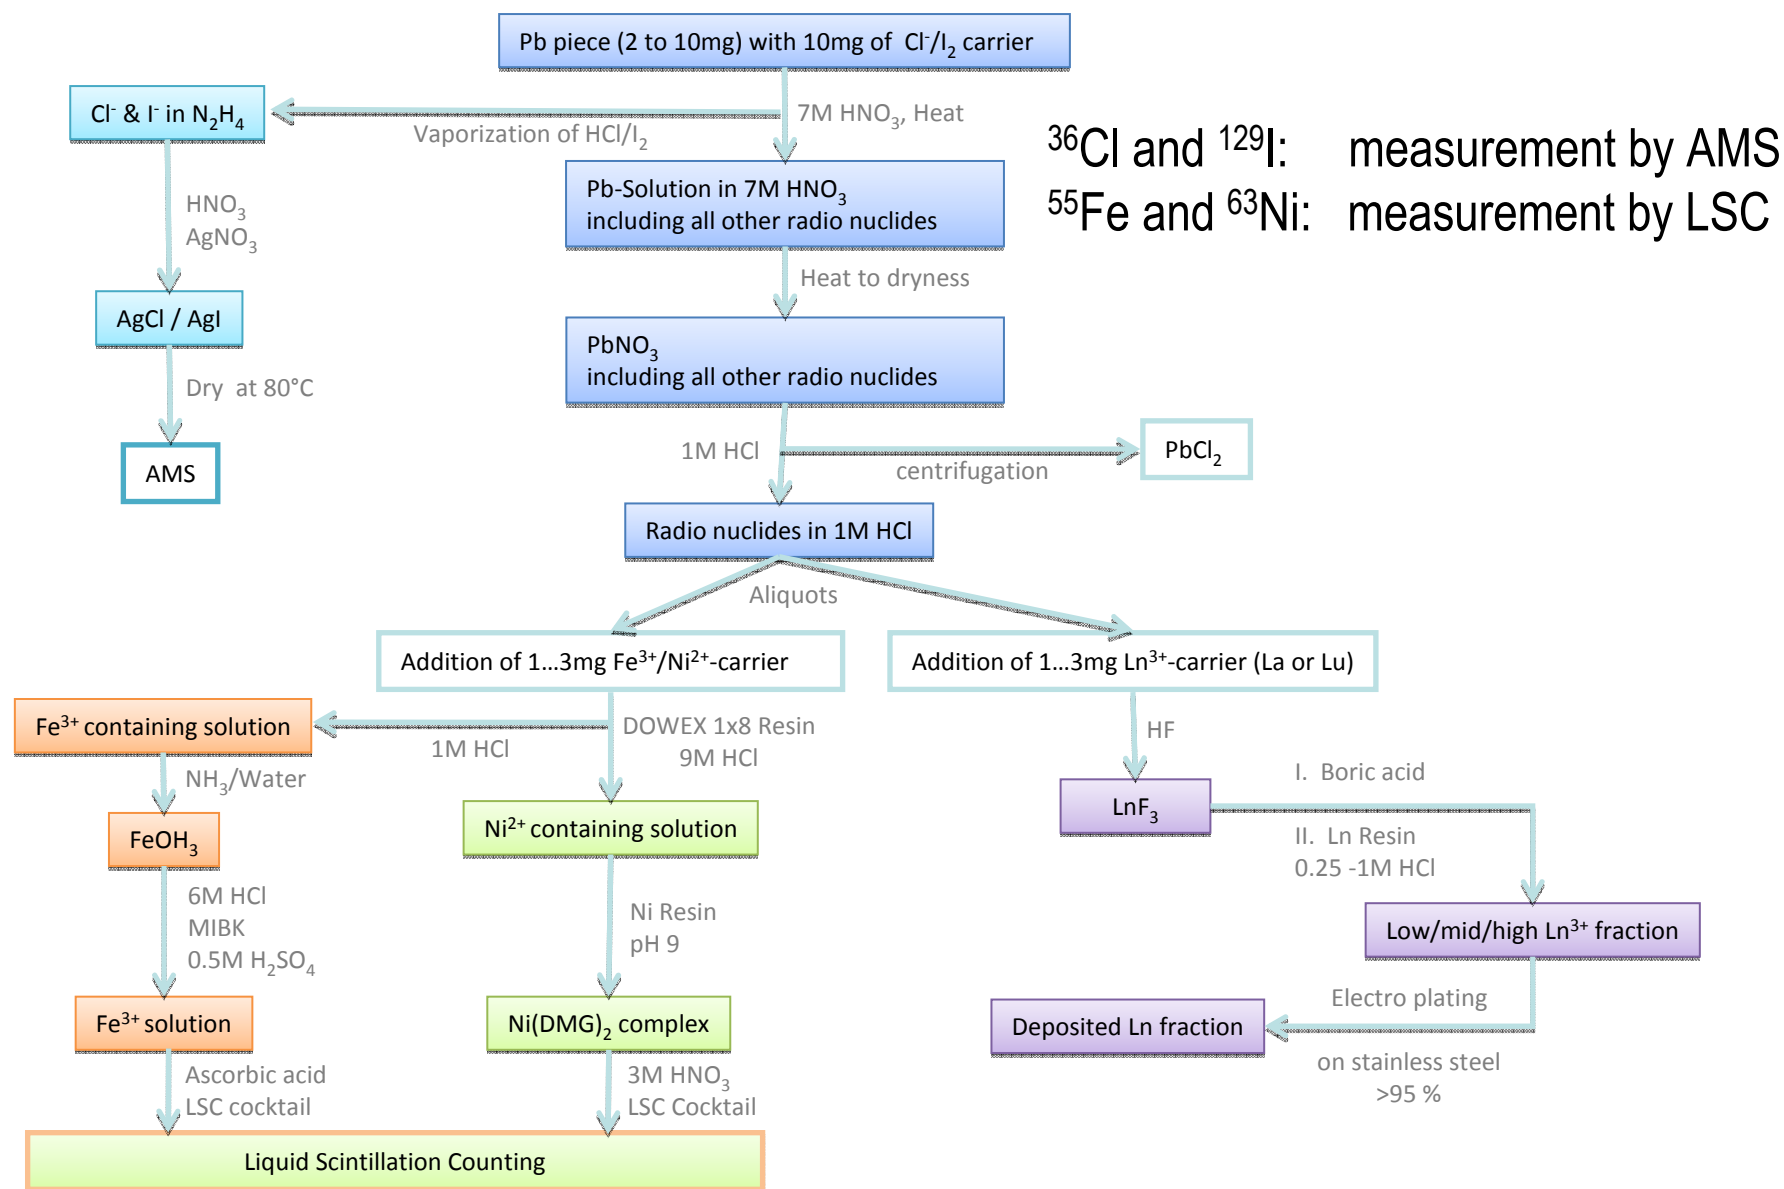 Pb piece (2 to 10mg) with 10mg of Cl⁻/I₂ carrier
Cl⁻ & I⁻ in N₂H₄
Vaporization of HCl/I₂
7M HNO₃, Heat
³⁶Cl and ¹²⁹I: measurement by AMS
⁵⁵Fe and ⁶³Ni: measurement by LSC
HNO₃
AgNO₃
Pb-Solution in 7M HNO₃
including all other radio nuclides
Heat to dryness
AgCl / AgI
PbNO₃
including all other radio nuclides
Dry at 80°C
AMS
1M HCl
centrifugation
PbCl₂
Radio nuclides in 1M HCl
Aliquots
Addition of 1...3mg Fe³⁺/Ni²⁺-carrier
Addition of 1...3mg Ln³⁺-carrier (La or Lu)
Fe³⁺ containing solution
1M HCl
DOWEX 1x8 Resin
9M HCl
HF
NH₃/Water
I. Boric acid
LnF₃
FeOH₃
Ni²⁺ containing solution
II. Ln Resin
0.25 -1M HCl
6M HCl
MIBK
0.5M H₂SO₄
Ni Resin
pH 9
Low/mid/high Ln³⁺ fraction
Electro plating
Fe³⁺ solution
Ni(DMG)₂ complex
Deposited Ln fraction
on stainless steel
>95 %
Ascorbic acid
LSC cocktail
3M HNO₃
LSC Cocktail
Liquid Scintillation Counting